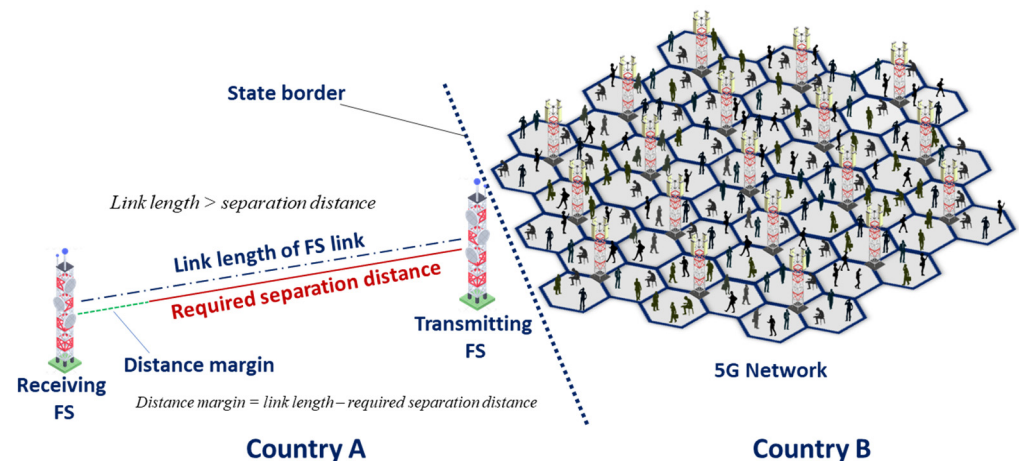 State border
Link length > separation distance
Link length of FS link
Required separation distance
Transmitting
FS
Distance margin
Receiving
FS
5G Network
Distance margin = link length – required separation distance
Country A
Country B